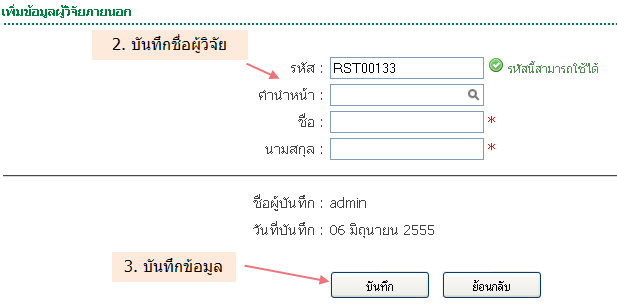 เพิ่มข้อมูลผู้วิจัยภายนอก
2. บันทึกชื่อผู้วิจัย
รหัส : RST00133 รหัสนี้สามารถใช้ได้
คำนำหน้า :
ชื่อ : *
นามสกุล : *
ชื่อผู้บันทึก : admin
วันที่บันทึก : 06 มิถุนายน 2555
3. บันทึกข้อมูล
บันทึก ย้อนกลับ